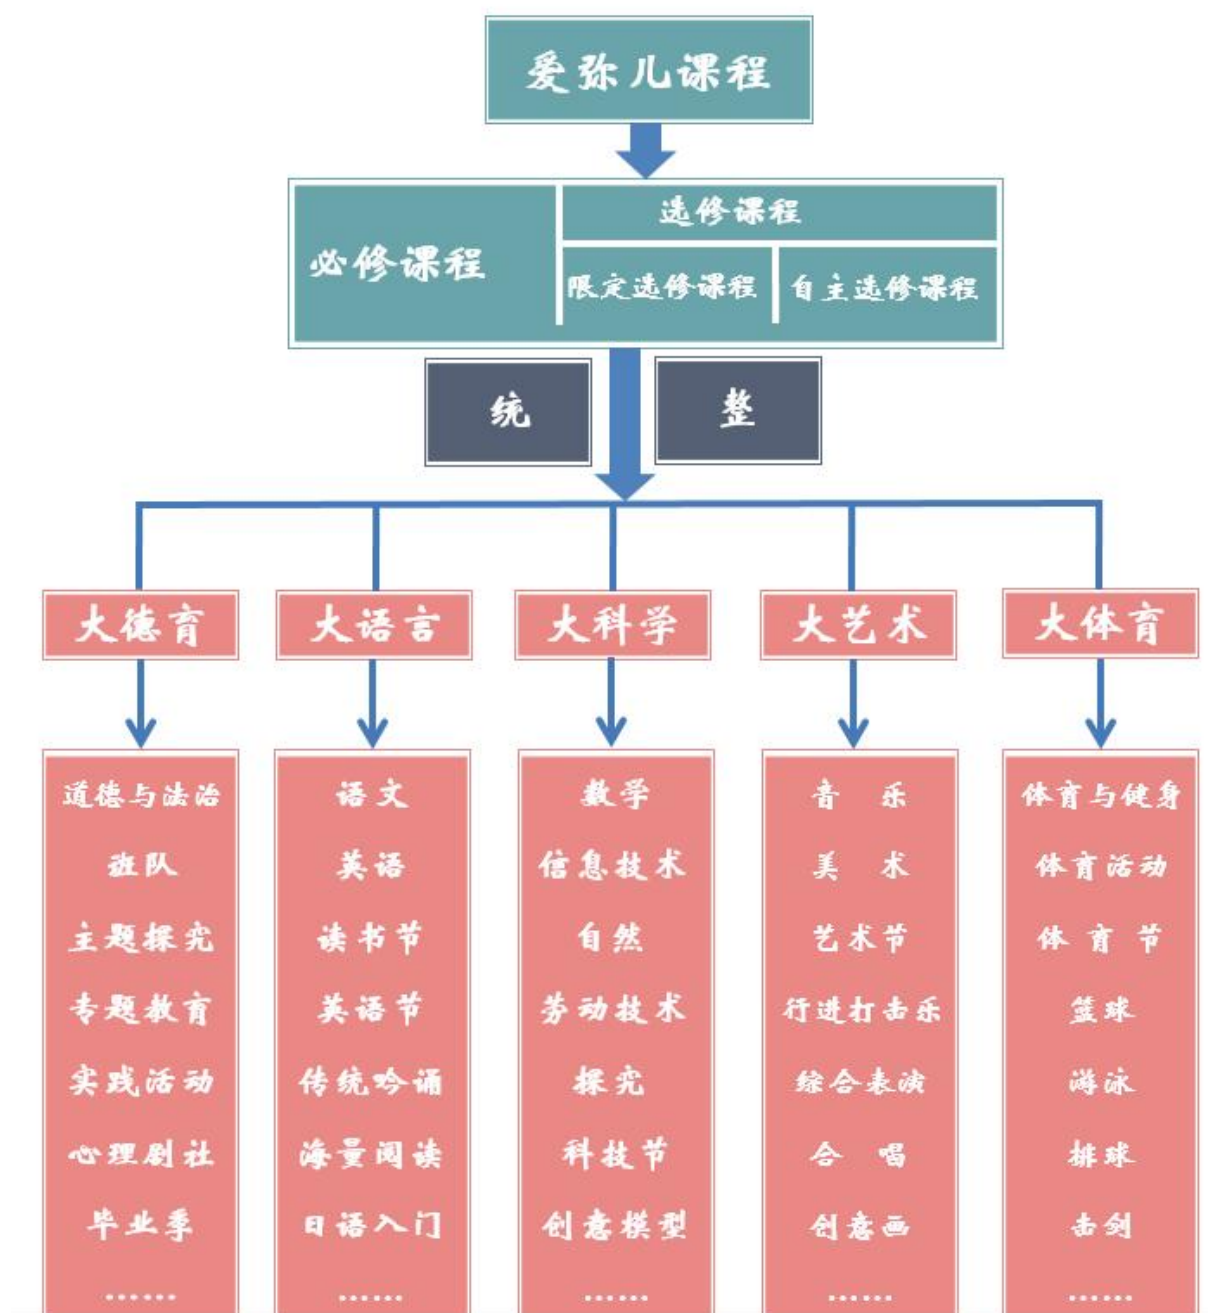 爱弥儿课程
必修课程
选修课程
限定选修课程
自主选修课程
统
整
大德育
大语言
大科学
大艺术
大体育
道德与法治
班队
主题探究
专题教育
实践活动
心理剧社
毕业季
……
语文
英语
读书节
英语节
传统吟诵
海量阅读
日语入门
……
数学
信息技术
自然
劳动技术
探究
科技节
创意模型
……
音 乐
美 术
艺术节
行进打击乐
综合表演
合 唱
创意画
……
体育与健身
体育活动
体 育 节
篮球
游泳
排球
击剑
……